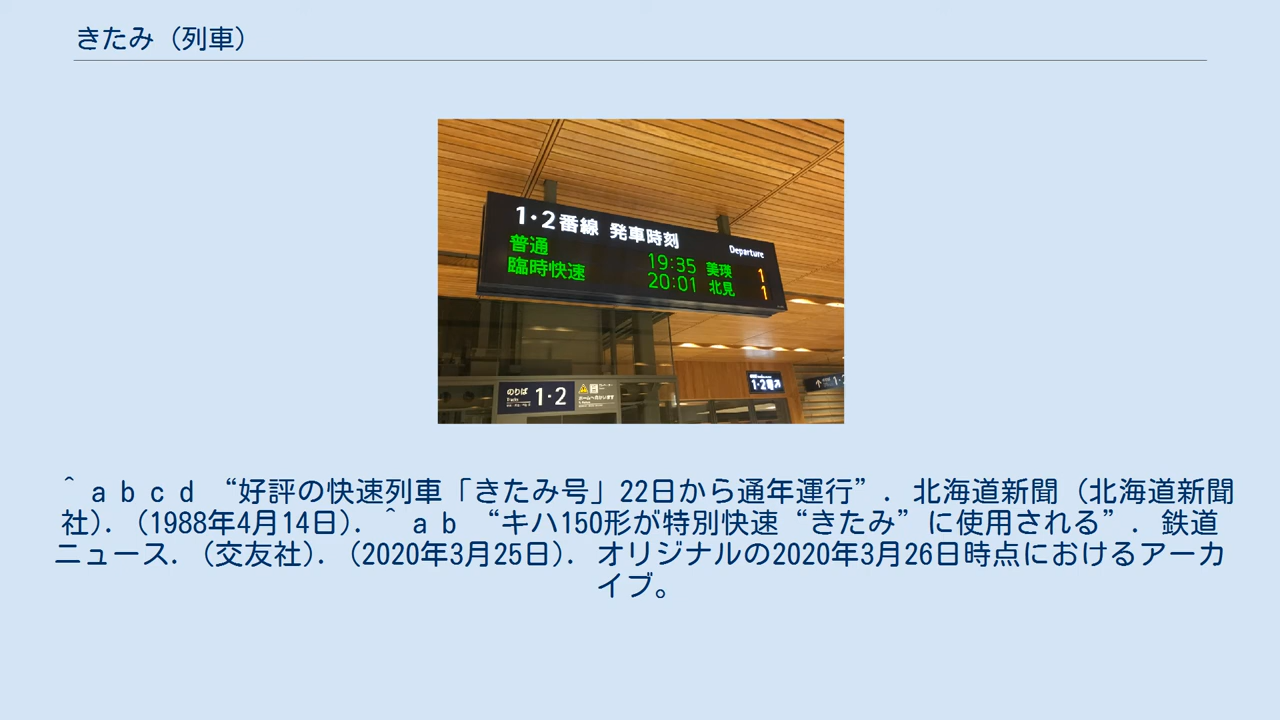 きたみ（列車）
1・2番線 発車時刻 Departure
普通 19:35 美瑛 1
臨時快速 20:01 北見 1
のりば 1・2
Tracks
1・2
^ a b c d “好評の快速列車「きたみ号」22日から通年運行”. 北海道新聞（北海道新聞
社）. （1988年4月14日）. ^ a b “キハ150形が特別快速“きたみ”に使用される”. 鉄道
ニュース. （交友社）. （2020年3月25日）. オリジナルの2020年3月26日時点におけるアーカ
イブ。